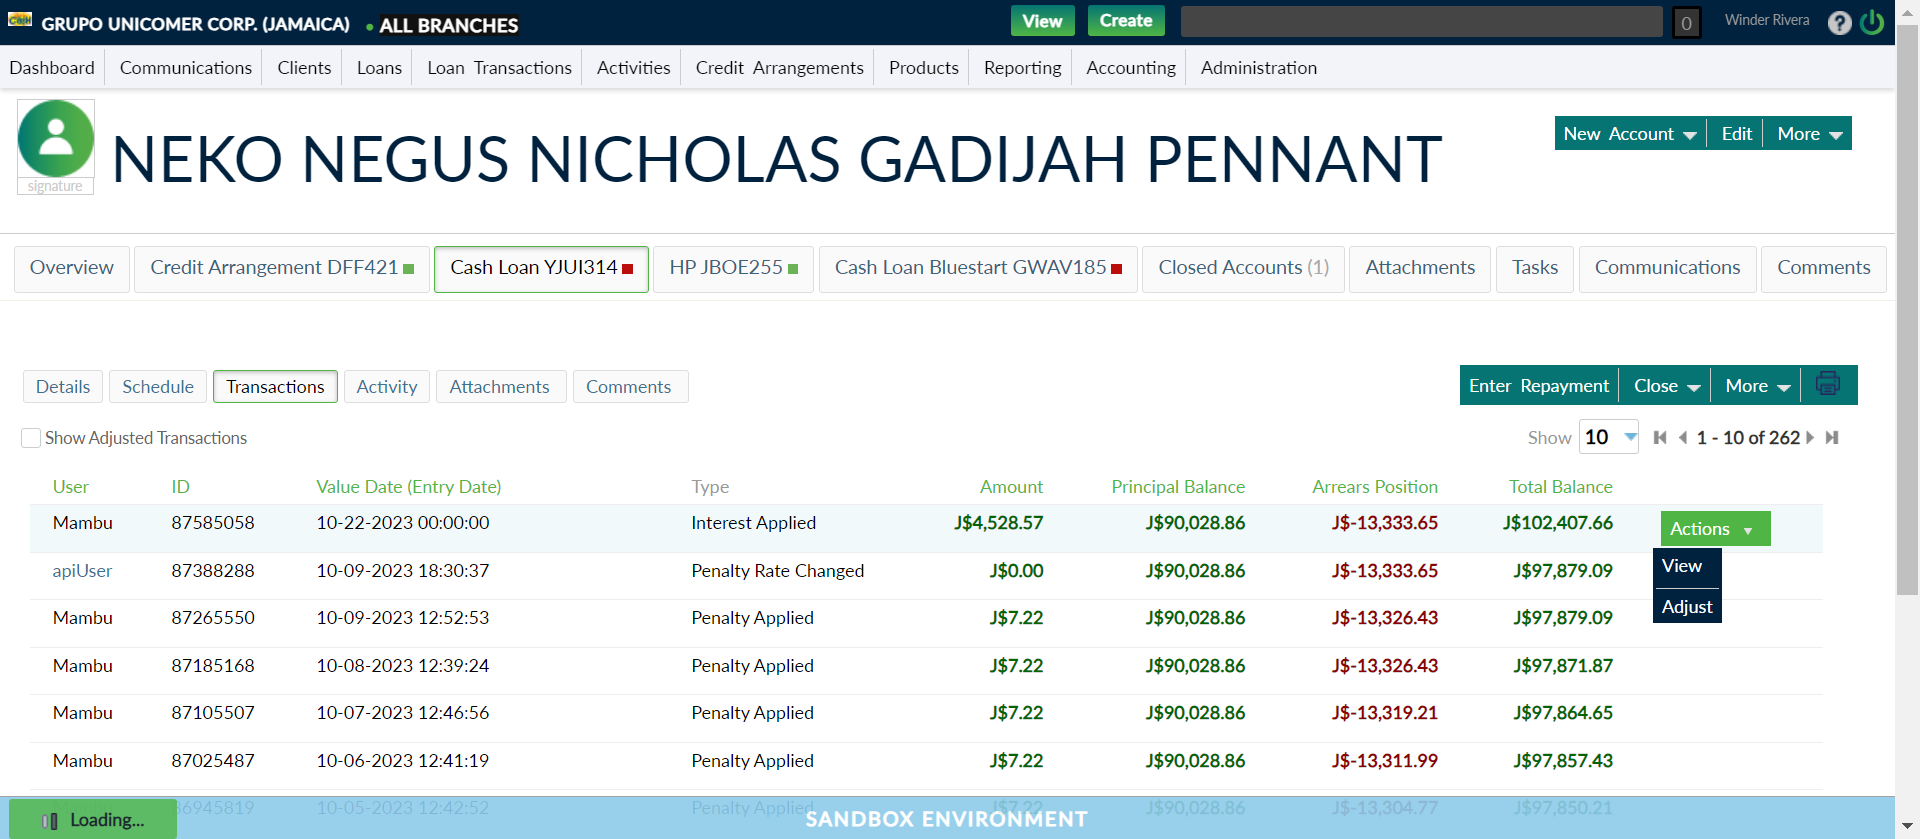 GRUPO UNICOMER CORP. (JAMAICA) • ALL BRANCHES View Create 0 Winder Rivera ?
Dashboard Communications Clients Loans Loan Transactions Activities Credit Arrangements Products Reporting Accounting Administration
signature
NEKO NEGUS NICHOLAS GADIJAH PENNANT
New Account Edit More
Overview Credit Arrangement DFF421 Cash Loan YJUI314 HP JBOE255 Cash Loan Bluestart GWAV185 Closed Accounts (1) Attachments Tasks Communications Comments
Details Schedule Transactions Activity Attachments Comments
Enter Repayment Close More
Show Adjusted Transactions
Show 10 1 - 10 of 262
User ID Value Date (Entry Date) Type Amount Principal Balance Arrears Position Total Balance
Mambu 87585058 10-22-2023 00:00:00 Interest Applied J$4,528.57 J$90,028.86 J$-13,333.65 J$102,407.66 Actions
View
Adjust
apiUser 87388288 10-09-2023 18:30:37 Penalty Rate Changed J$0.00 J$90,028.86 J$-13,333.65 J$97,879.09
Mambu 87265550 10-09-2023 12:52:53 Penalty Applied J$7.22 J$90,028.86 J$-13,326.43 J$97,879.09
Mambu 87185168 10-08-2023 12:39:24 Penalty Applied J$7.22 J$90,028.86 J$-13,326.43 J$97,871.87
Mambu 87105507 10-07-2023 12:46:56 Penalty Applied J$7.22 J$90,028.86 J$-13,319.21 J$97,864.65
Mambu 87025487 10-06-2023 12:41:19 Penalty Applied J$7.22 J$90,028.86 J$-13,311.99 J$97,857.43
Mambu 86945819 10-05-2023 12:42:52 Penalty Applied J$7.22 J$90,028.86 J$-13,304.77 J$97,850.21
Loading... SANDBOX ENVIRONMENT